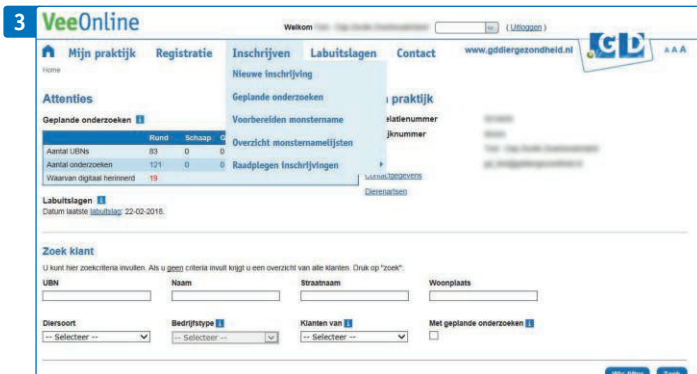 3
VeeOnline
Welkom
( Uitloggen )
Mijn praktijk Registratie Inschrijven Labuitslagen Contact www.gddiergezondheid.nl GD A A A
Home
Nieuwe inschrijving
Geplande onderzoeken
Voorbereiden monstername
Overzicht monsternamelijsten
Raadplegen Inschrijvingen
Attenties
praktijk
Geplande onderzoeken i
Rund Schaap
Aantal UBNs 83 0 0
Aantal onderzoeken 121 0 0
Waarvan digitaal herinnerd 19
Contactgegevens
Dierenartsen
Labuitslagen i
Datum laatste labuitslag: 22-02-2016.
Zoek klant
U kunt hier zoekcriteria invullen. Als u geen criteria invult krijgt u een overzicht van alle klanten. Druk op "zoek".
UBN Naam Straatnaam Woonplaats
Diersoort Bedrijfstype i Klanten van i Met geplande onderzoeken i
-- Selecteer -- -- Selecteer -- -- Selecteer --
Wis filter Zoek